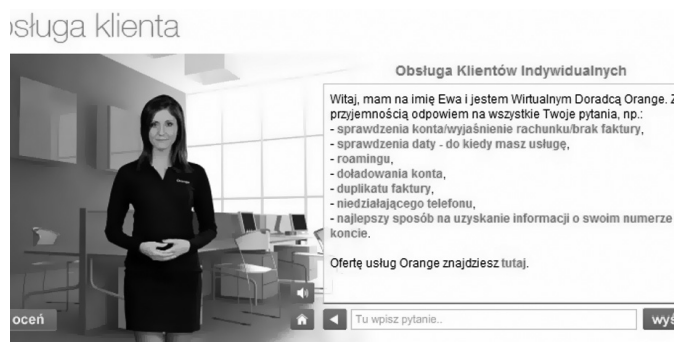 bsługa klienta
Obsługa Klientów Indywidualnych
Witaj, mam na imię Ewa i jestem Wirtualnym Doradcą Orange. Z
przyjemnością odpowiem na wszystkie Twoje pytania, np.:
- sprawdzenia konta/wyjaśnienie rachunku/brak faktury,
- sprawdzenia daty - do kiedy masz usługę,
- roamingu,
- doładowania konta,
- duplikatu faktury,
- niedziałającego telefonu,
- najlepszy sposób na uzyskanie informacji o swoim numerze
koncie.
Ofertę usług Orange znajdziesz tutaj.
oceń
Tu wpisz pytanie..
wyś